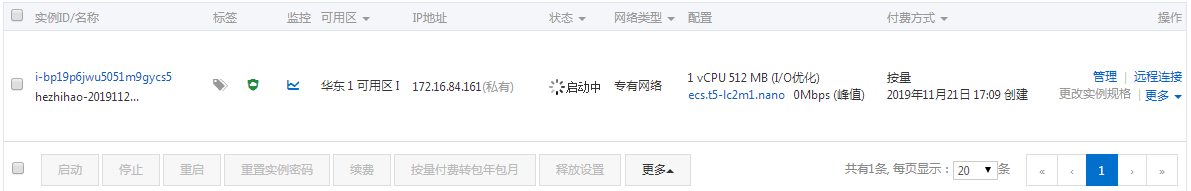 实例ID/名称 标签 监控 可用区 IP地址 状态 网络类型 配置 付费方式 操作
i-bp19p6jwu5051m9gycs5
hezhihao-2019112...
华东 1 可用区 I 172.16.84.161(私有) 启动中 专有网络
1 vCPU 512 MB (I/O优化)
ecs.t5-lc2m1.nano 0Mbps (峰值)
按量
2019年11月21日 17:09 创建
管理 | 远程连接
更改实例规格 | 更多
启动 停止 重启 重置实例密码 续费 按量付费转包年包月 释放设置 更多 共有1条, 每页显示: 20 条 « ‹ 1 › »